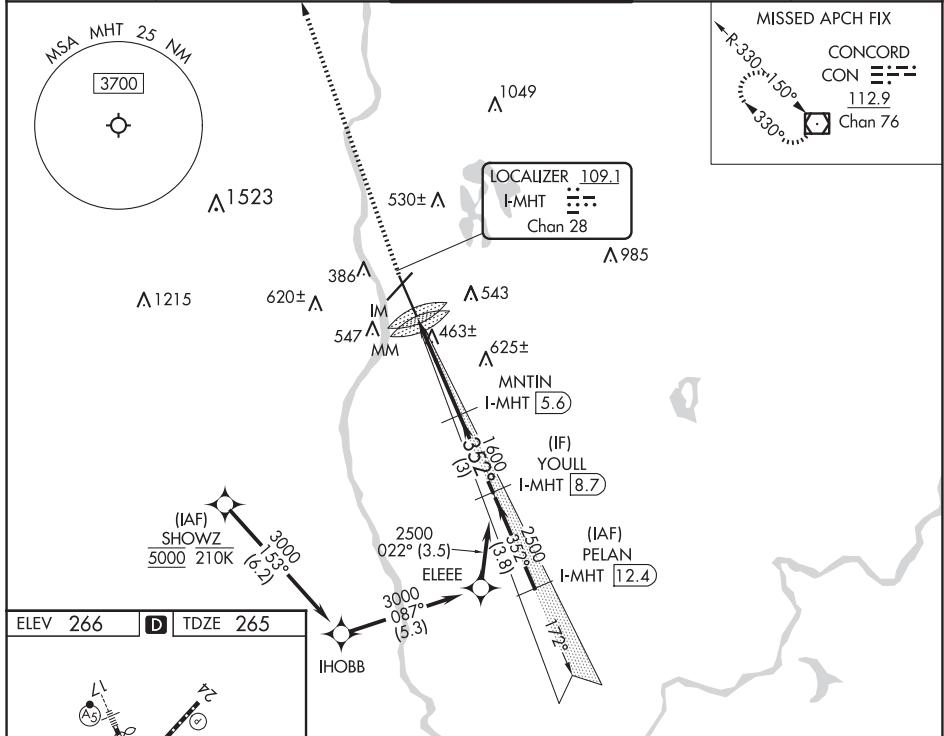 MSA MHT 25 NM
3700
MISSED APCH FIX
R-330
150°
330°
CONCORD
CON
112.9
Chan 76
1049
1523
530±
LOCALIZER 109.1
I-MHT
Chan 28
985
386
1215
620±
IM
543
547
MM
463±
625±
MNTIN
I-MHT 5.6
1600
352°
(3)
(IF)
YOULL
I-MHT 8.7
(IAF)
SHOWZ
5000 210K
3000
153°
(6.2)
2500
022° (3.5)
ELEEE
2500
352°
(3.8)
(IAF)
PELAN
I-MHT 12.4
3000
087°
(5.3)
IHOBB
172°
ELEV 266
D
TDZE 265
17
A5
24
P